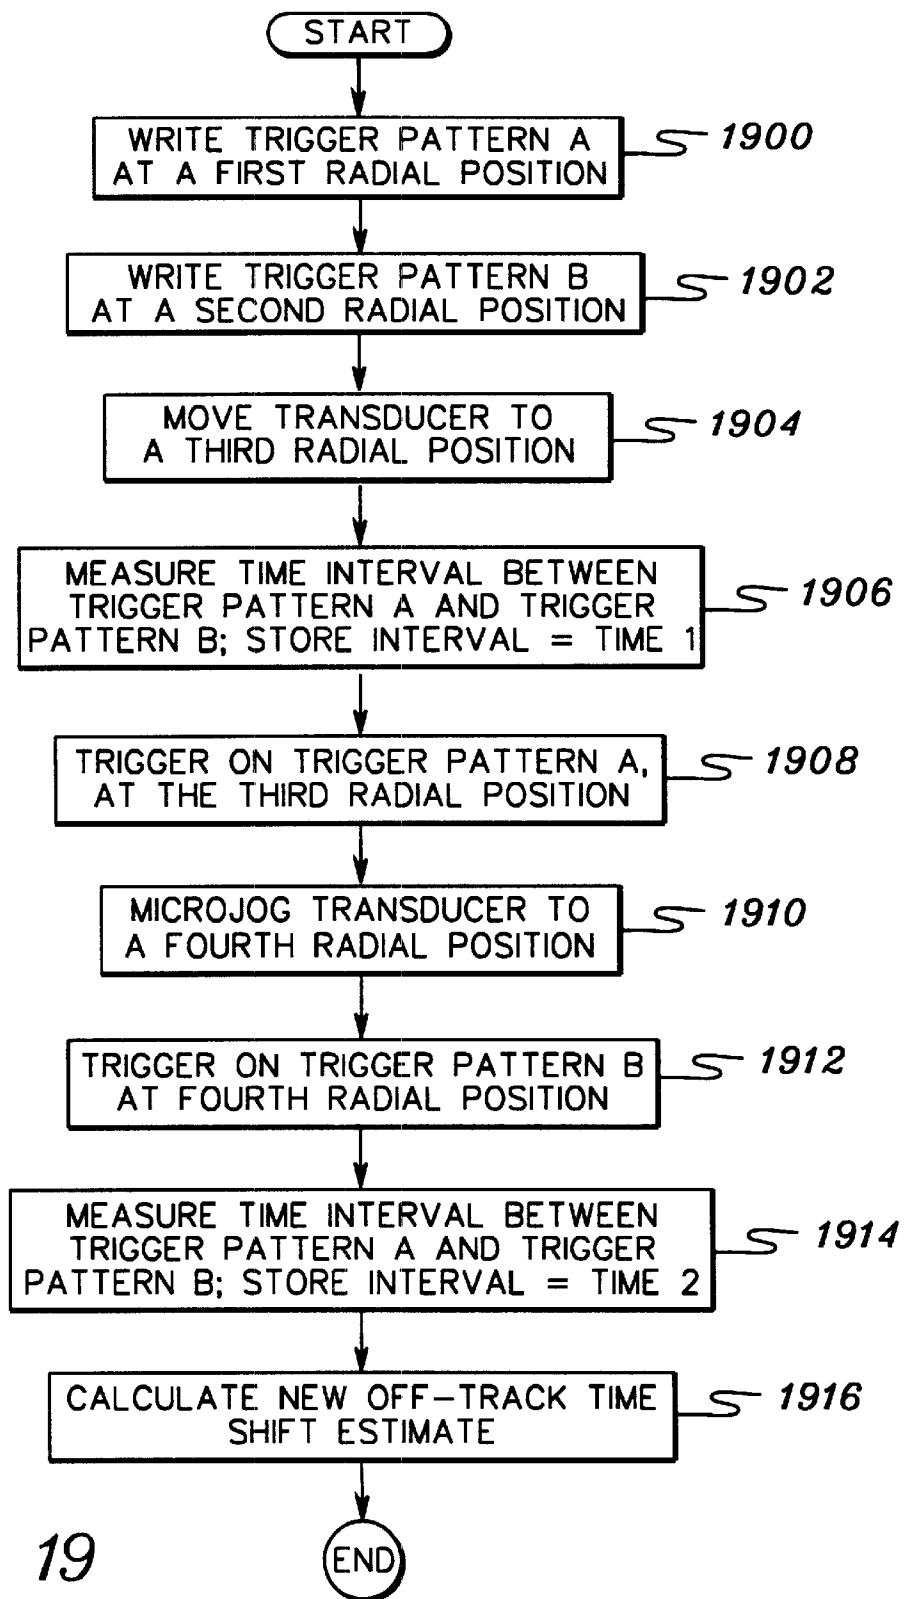 START
WRITE TRIGGER PATTERN A
AT A FIRST RADIAL POSITION
1900
WRITE TRIGGER PATTERN B
AT A SECOND RADIAL POSITION
1902
MOVE TRANSDUCER TO
A THIRD RADIAL POSITION
1904
MEASURE TIME INTERVAL BETWEEN
TRIGGER PATTERN A AND TRIGGER
PATTERN B; STORE INTERVAL = TIME 1
1906
TRIGGER ON TRIGGER PATTERN A,
AT THE THIRD RADIAL POSITION
1908
MICROJOG TRANSDUCER TO
A FOURTH RADIAL POSITION
1910
TRIGGER ON TRIGGER PATTERN B
AT FOURTH RADIAL POSITION
1912
MEASURE TIME INTERVAL BETWEEN
TRIGGER PATTERN A AND TRIGGER
PATTERN B; STORE INTERVAL = TIME 2
1914
CALCULATE NEW OFF-TRACK TIME
SHIFT ESTIMATE
1916
END
19